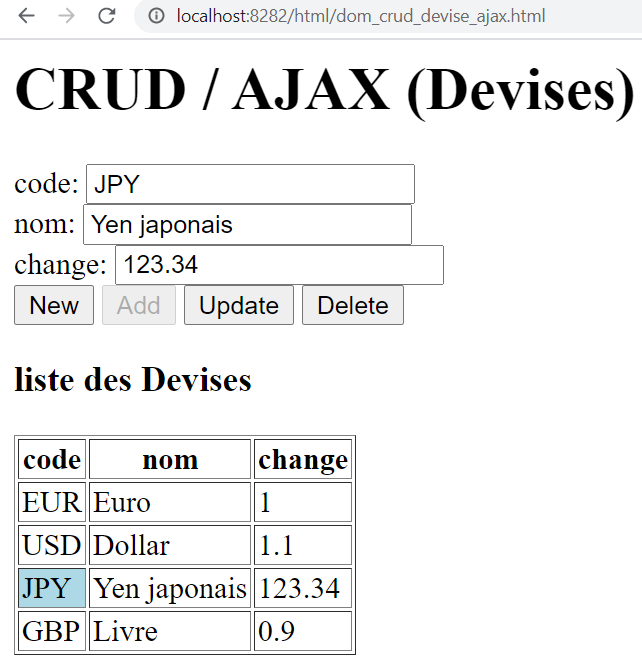 localhost:8282/html/dom_crud_devise_ajax.html
CRUD / AJAX (Devises)
code: JPY
nom: Yen japonais
change: 123.34
New Add Update Delete
liste des Devises
code nom change
EUR Euro 1
USD Dollar 1.1
JPY Yen japonais 123.34
GBP Livre 0.9